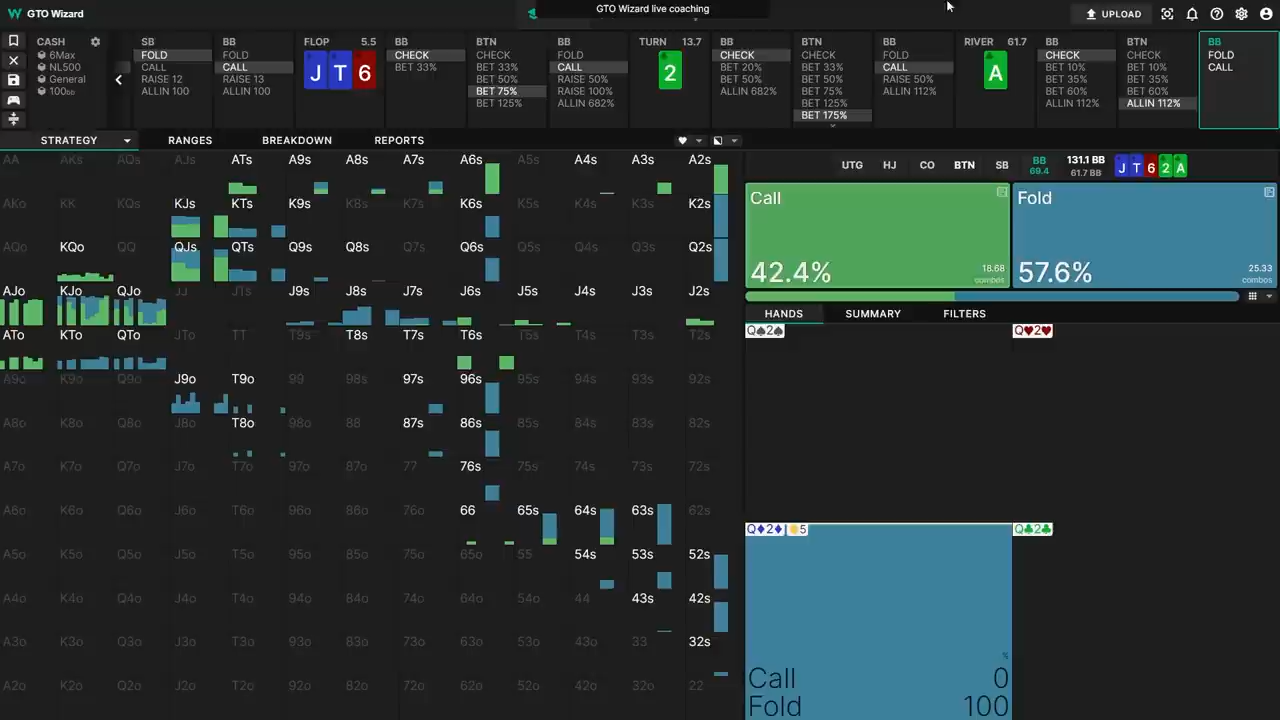 GTO Wizard
GTO Wizard live coaching
UPLOAD
CASH
6Max
NL500
General
100bb
SB
FOLD
CALL
RAISE 12
ALLIN 100
BB
FOLD
CALL
RAISE 13
ALLIN 100
FLOP 5.5
J T 6
BB
CHECK
BET 33%
BTN
CHECK
BET 33%
BET 50%
BET 75%
BET 125%
BB
FOLD
CALL
RAISE 50%
RAISE 100%
ALLIN 682%
TURN 13.7
2
BB
CHECK
BET 20%
BET 50%
ALLIN 682%
BTN
CHECK
BET 33%
BET 50%
BET 75%
BET 125%
BET 175%
BB
FOLD
CALL
RAISE 50%
ALLIN 112%
RIVER 61.7
A
BB
CHECK
BET 10%
BET 35%
BET 60%
ALLIN 112%
BTN
CHECK
BET 10%
BET 35%
BET 60%
ALLIN 112%
BB
FOLD
CALL
STRATEGY RANGES BREAKDOWN REPORTS
AA AKs AQs AJs ATs A9s A8s A7s A6s A5s A4s A3s A2s
AKo KK KQs KJs KTs K9s K8s K7s K6s K5s K4s K3s K2s
AQo KQo QQ QJs QTs Q9s Q8s Q7s Q6s Q5s Q4s Q3s Q2s
AJo KJo QJo JJ JTs J9s J8s J7s J6s J5s J4s J3s J2s
ATo KTo QTo JTo TT T9s T8s T7s T6s T5s T4s T3s T2s
A9o K9o Q9o J9o T9o 99 98s 97s 96s 95s 94s 93s 92s
A8o K8o Q8o J8o T8o 98o 88 87s 86s 85s 84s 83s 82s
A7o K7o Q7o J7o T7o 97o 87o 77 76s 75s 74s 73s 72s
A6o K6o Q6o J6o T6o 96o 86o 76o 66 65s 64s 63s 62s
A5o K5o Q5o J5o T5o 95o 85o 75o 65o 55 54s 53s 52s
A4o K4o Q4o J4o T4o 94o 84o 74o 64o 54o 44 43s 42s
A3o K3o Q3o J3o T3o 93o 83o 73o 63o 53o 43o 33 32s
A2o K2o Q2o J2o T2o 92o 82o 72o 62o 52o 42o 32o 22
UTG HJ CO BTN SB BB 131.1 BB J T 6 2 A
69.4 61.7 BB
Call
42.4%
18.68
combos
Fold
57.6%
25.33
combos
HANDS SUMMARY FILTERS
Q♠2♠
Q♥2♥
Q♦2♦ 5
Q♣2♣
%
Call 0
Fold 100